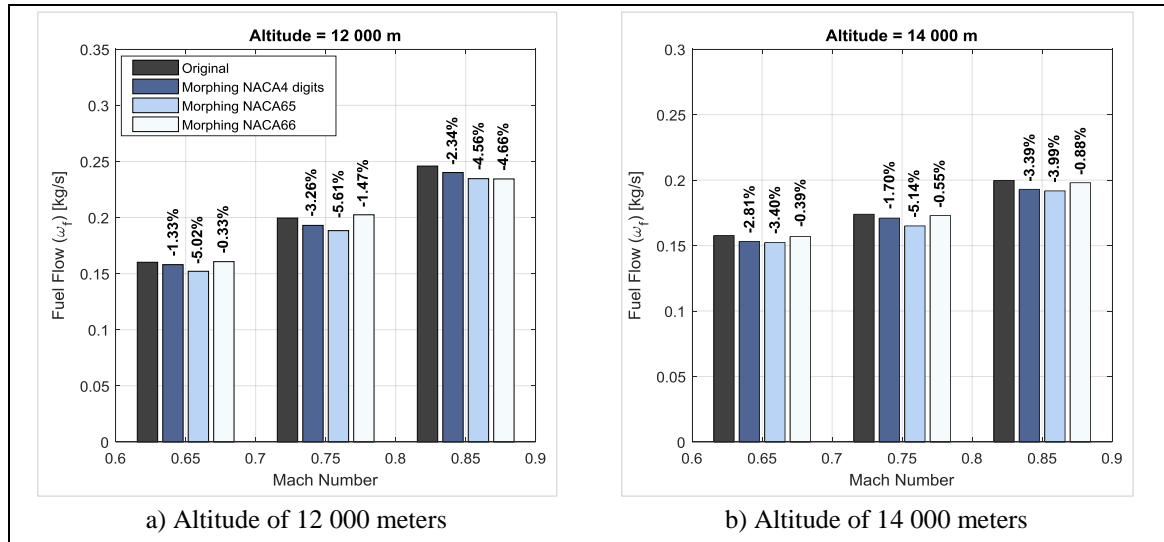 Altitude = 12 000 m
0.35
0.3
0.25
0.2
0.15
0.1
0.05
0
Fuel Flow (ω_f) [kg/s]
Original
Morphing NACA4 digits
Morphing NACA65
Morphing NACA66
-1.33%
-5.02%
-0.33%
-3.26%
-5.61%
-1.47%
-2.34%
-4.56%
-4.66%
0.6 0.65 0.7 0.75 0.8 0.85 0.9
Mach Number
a) Altitude of 12 000 meters
Altitude = 14 000 m
0.3
0.25
0.2
0.15
0.1
0.05
0
Fuel Flow (ω_f) [kg/s]
-2.81%
-3.40%
-0.39%
-1.70%
-5.14%
-0.55%
-3.39%
-3.99%
-0.88%
0.6 0.65 0.7 0.75 0.8 0.85 0.9
Mach Number
b) Altitude of 14 000 meters